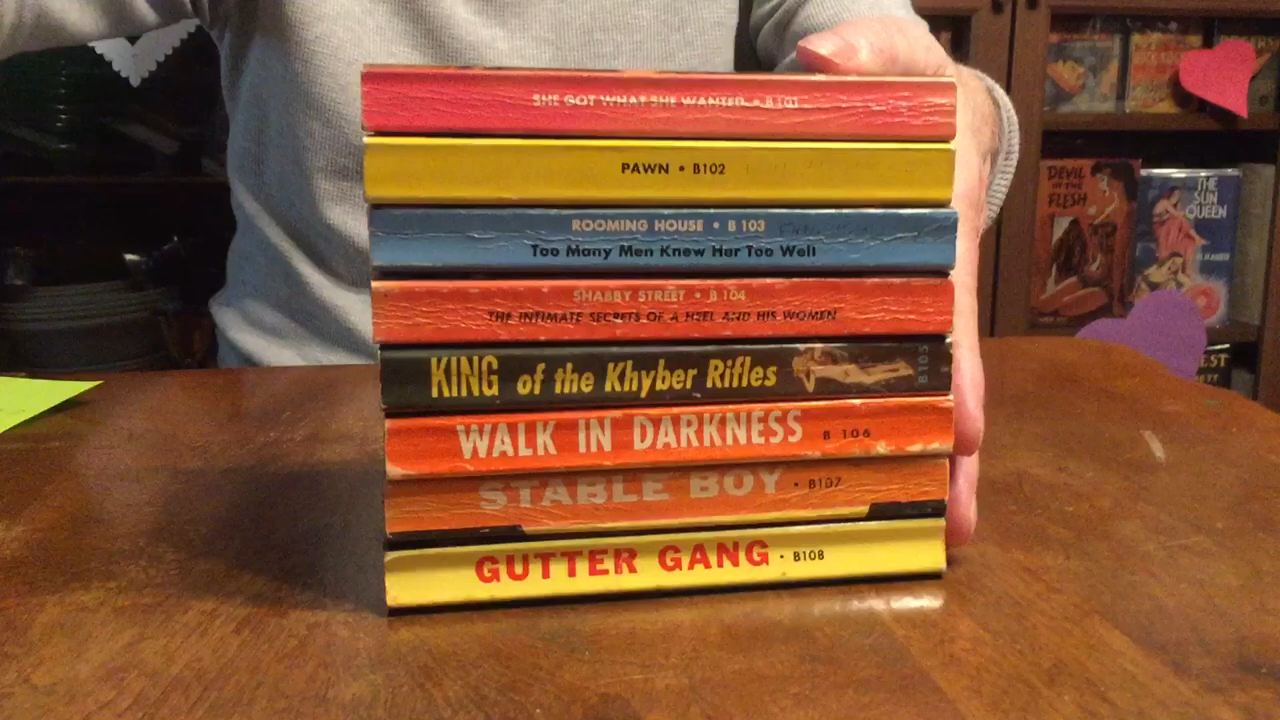 SHE GOT WHAT SHE WANTED • B101
PAWN • B102
ROOMING HOUSE • B 103
Too Many Men Knew Her Too Well
SHABBY STREET • B 104
THE INTIMATE SECRETS OF A HEEL AND HIS WOMEN
KING of the Khyber Rifles B105
WALK IN DARKNESS B 106
STABLE BOY • B107
GUTTER GANG • B108
DEVIL
IN THE
FLESH
THE
SUN
QUEEN